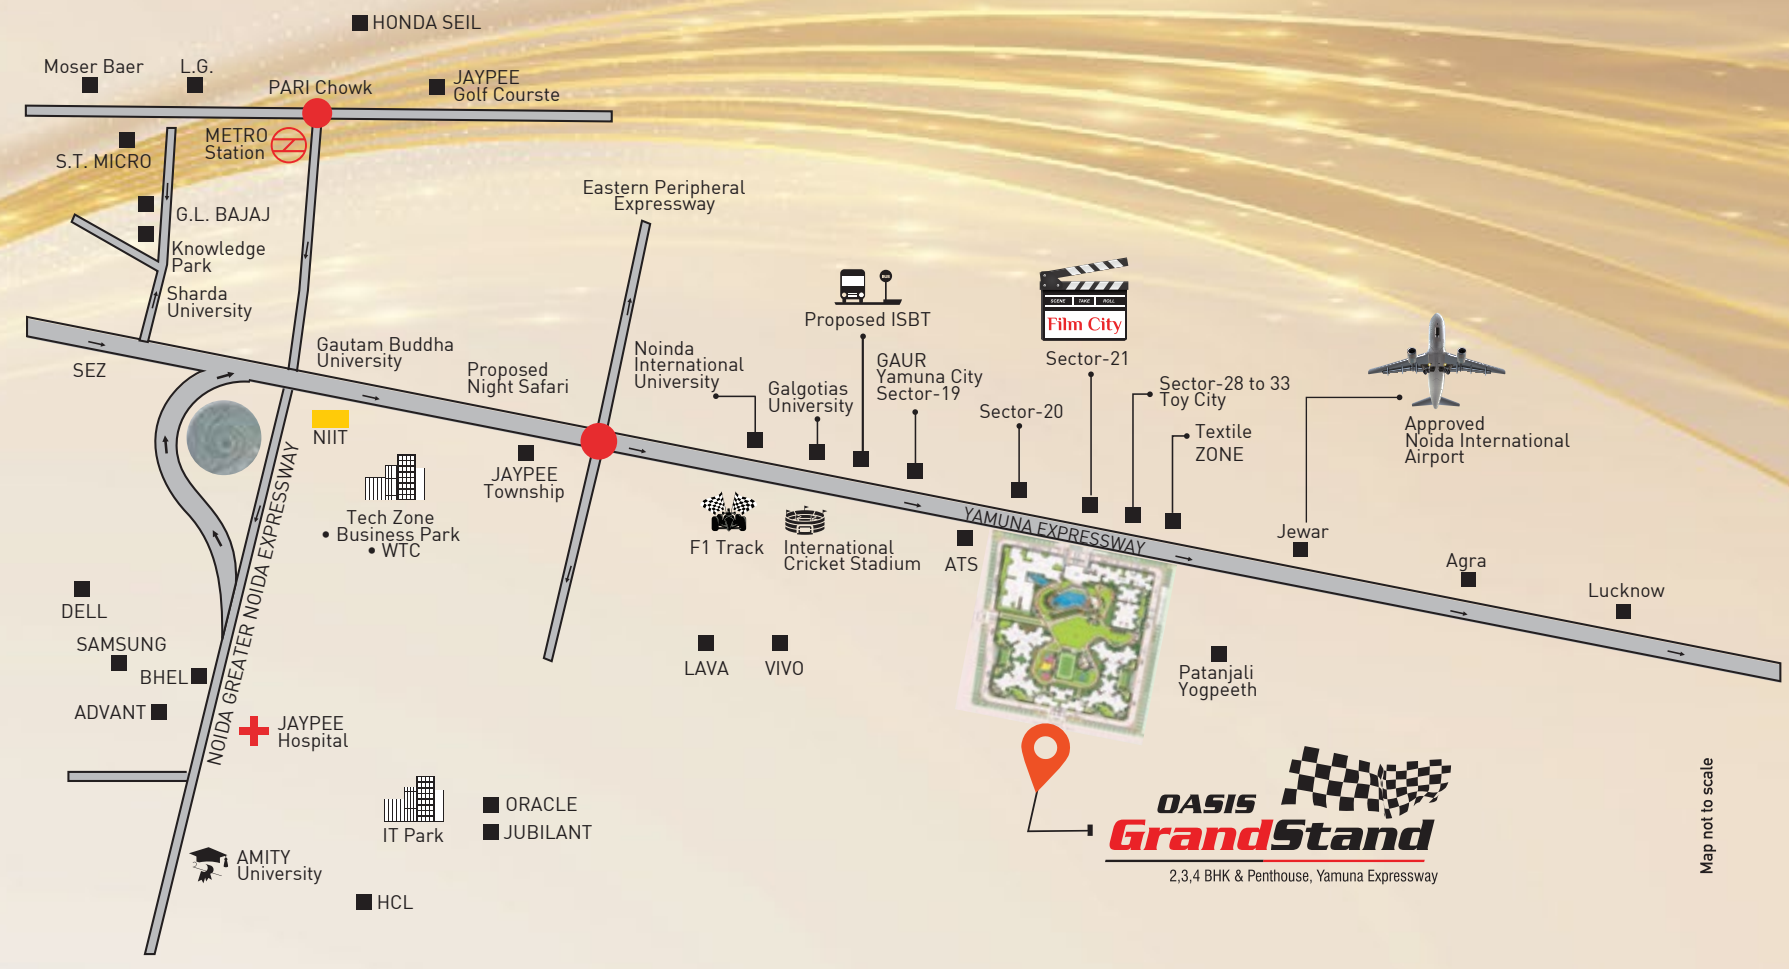 HONDA SEIL
Moser Baer
L.G.
PARI Chowk
JAYPEE
Golf Courste
METRO
Station
S.T. MICRO
G.L. BAJAJ
Knowledge
Park
Sharda
University
Eastern Peripheral
Expressway
SEZ
Gautam Buddha
University
Proposed
Night Safari
Noinda
International
University
Proposed ISBT
BUS
Galgotias
University
GAUR
Yamuna City
Sector-19
Sector-20
SCENE TAKE ROLL
Film City
Sector-21
Sector-28 to 33
Toy City
Textile
ZONE
Approved
Noida International
Airport
NIIT
JAYPEE
Township
Tech Zone
• Business Park
• WTC
F1 Track
International
Cricket Stadium
ATS
YAMUNA EXPRESSWAY
Jewar
Agra
Lucknow
NOIDA GREATER NOIDA EXPRESSWAY
DELL
SAMSUNG
BHEL
ADVANT
JAYPEE
Hospital
LAVA
VIVO
Patanjali
Yogpeeth
IT Park
ORACLE
JUBILANT
AMITY
University
HCL
OASIS
GrandStand
2,3,4 BHK & Penthouse, Yamuna Expressway
Map not to scale